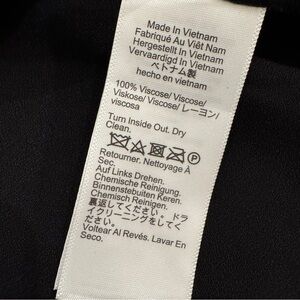 Made In Vietnam
Fabriqué Au Viêt Nam
Hergestellt In Vietnam
Vervaardigd In Vietnam
ベトナム製
hecho en vietnam
100% Viscose/ Viscose/
Viskose/ Viscose/ レーヨン/
viscosa
Turn Inside Out. Dry
Clean.
P
Retourner. Nettoyage À
Sec.
Auf Links Drehen.
Chemische Reinigung.
Binnenstebuiten Keren.
Chemisch Reinigen.
裏返してください。ドラ
イクリーニングをしてく
ださい。
Voltear Al Revés. Lavar En
Seco.